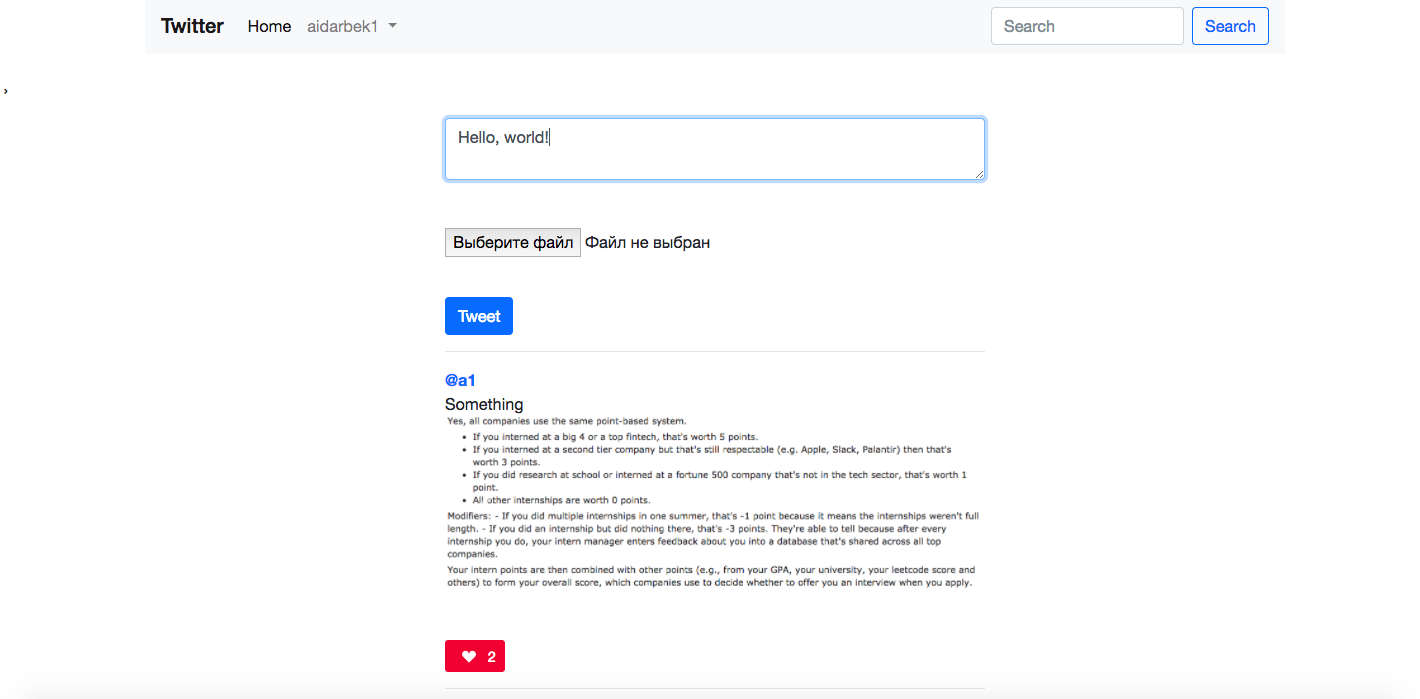 Twitter Home aidarbek1 Search Search
›
Hello, world!
Выберите файл Файл не выбран
Tweet
@a1
Something
Yes, all companies use the same point-based system.
• If you interned at a big 4 or a top fintech, that's worth 5 points.
• If you interned at a second tier company but that's still respectable (e.g. Apple, Slack, Palantir) then that's
worth 3 points.
• If you did research at school or interned at a fortune 500 company that's not in the tech sector, that's worth 1
point.
• All other internships are worth 0 points.
Modifiers: - If you did multiple internships in one summer, that's -1 point because it means the internships weren't full
length. - If you did an internship but did nothing there, that's -3 points. They're able to tell because after every
internship you do, your intern manager enters feedback about you into a database that's shared across all top
companies.
Your intern points are then combined with other points (e.g., from your GPA, your university, your leetcode score and
others) to form your overall score, which companies use to decide whether to offer you an interview when you apply.
♥ 2